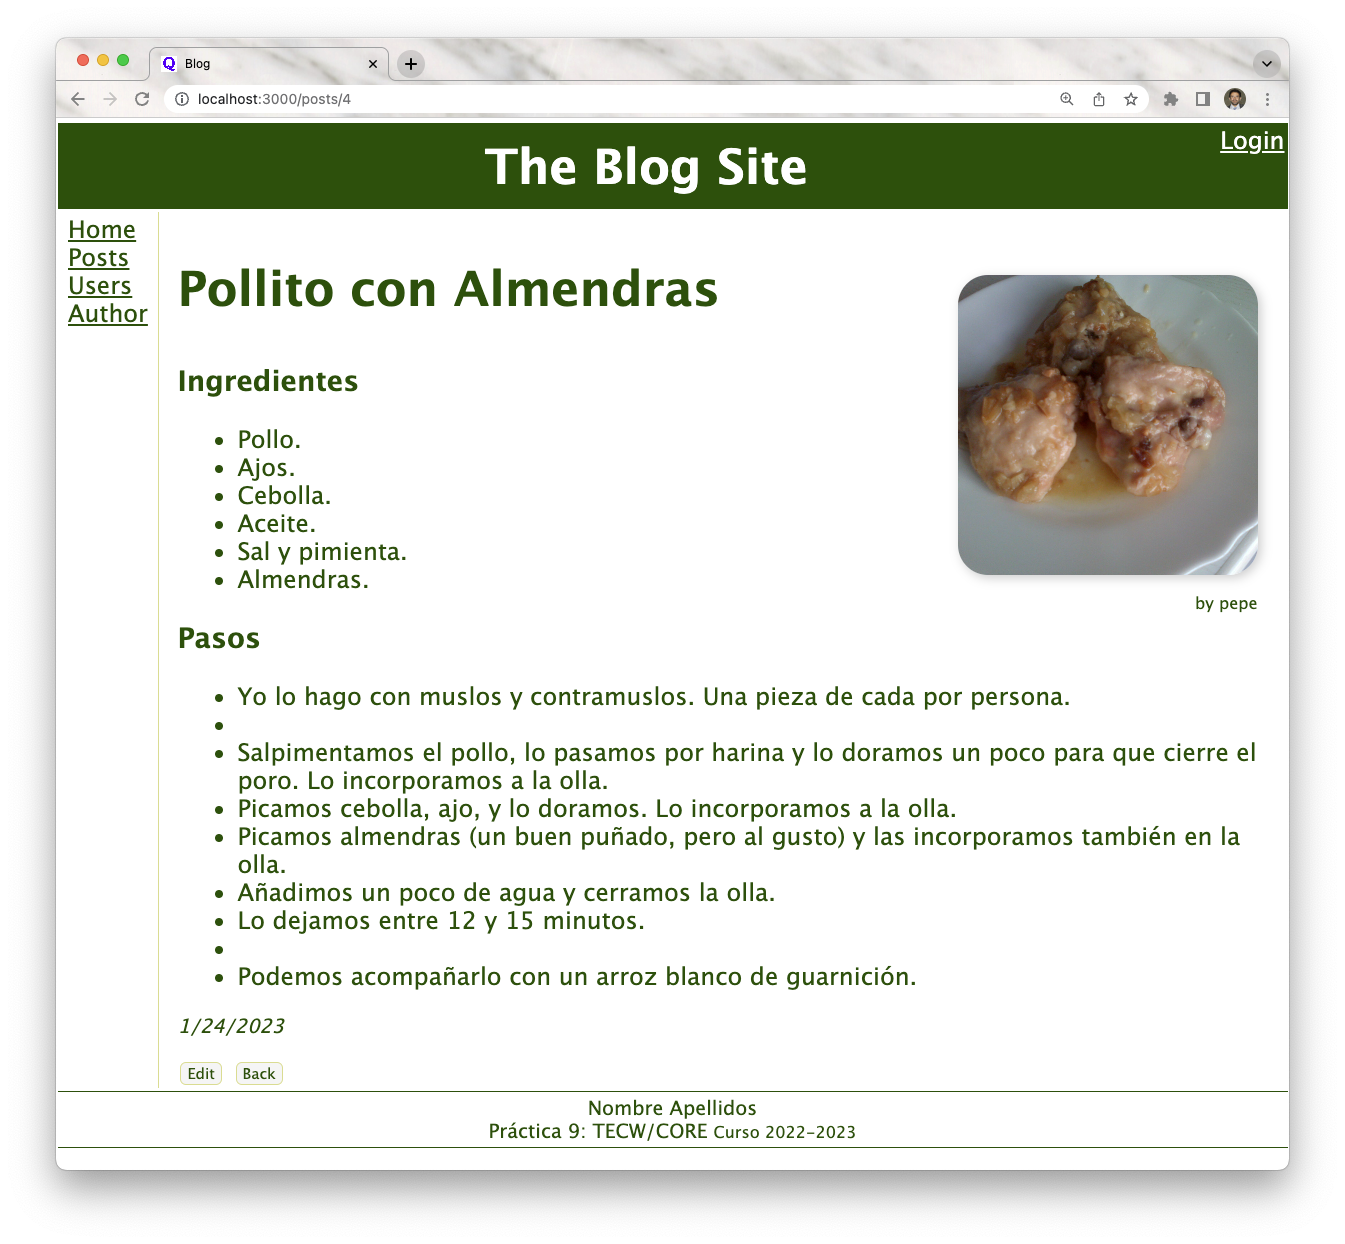 Blog
localhost:3000/posts/4
The Blog Site
Login
Home
Posts
Users
Author
Pollito con Almendras
Ingredientes
Pollo.
Ajos.
Cebolla.
Aceite.
Sal y pimienta.
Almendras.
by pepe
Pasos
Yo lo hago con muslos y contramuslos. Una pieza de cada por persona.
Salpimentamos el pollo, lo pasamos por harina y lo doramos un poco para que cierre el
poro. Lo incorporamos a la olla.
Picamos cebolla, ajo, y lo doramos. Lo incorporamos a la olla.
Picamos almendras (un buen puñado, pero al gusto) y las incorporamos también en la
olla.
Añadimos un poco de agua y cerramos la olla.
Lo dejamos entre 12 y 15 minutos.
Podemos acompañarlo con un arroz blanco de guarnición.
1/24/2023
Edit Back
Nombre Apellidos
Práctica 9: TECW/CORE Curso 2022-2023